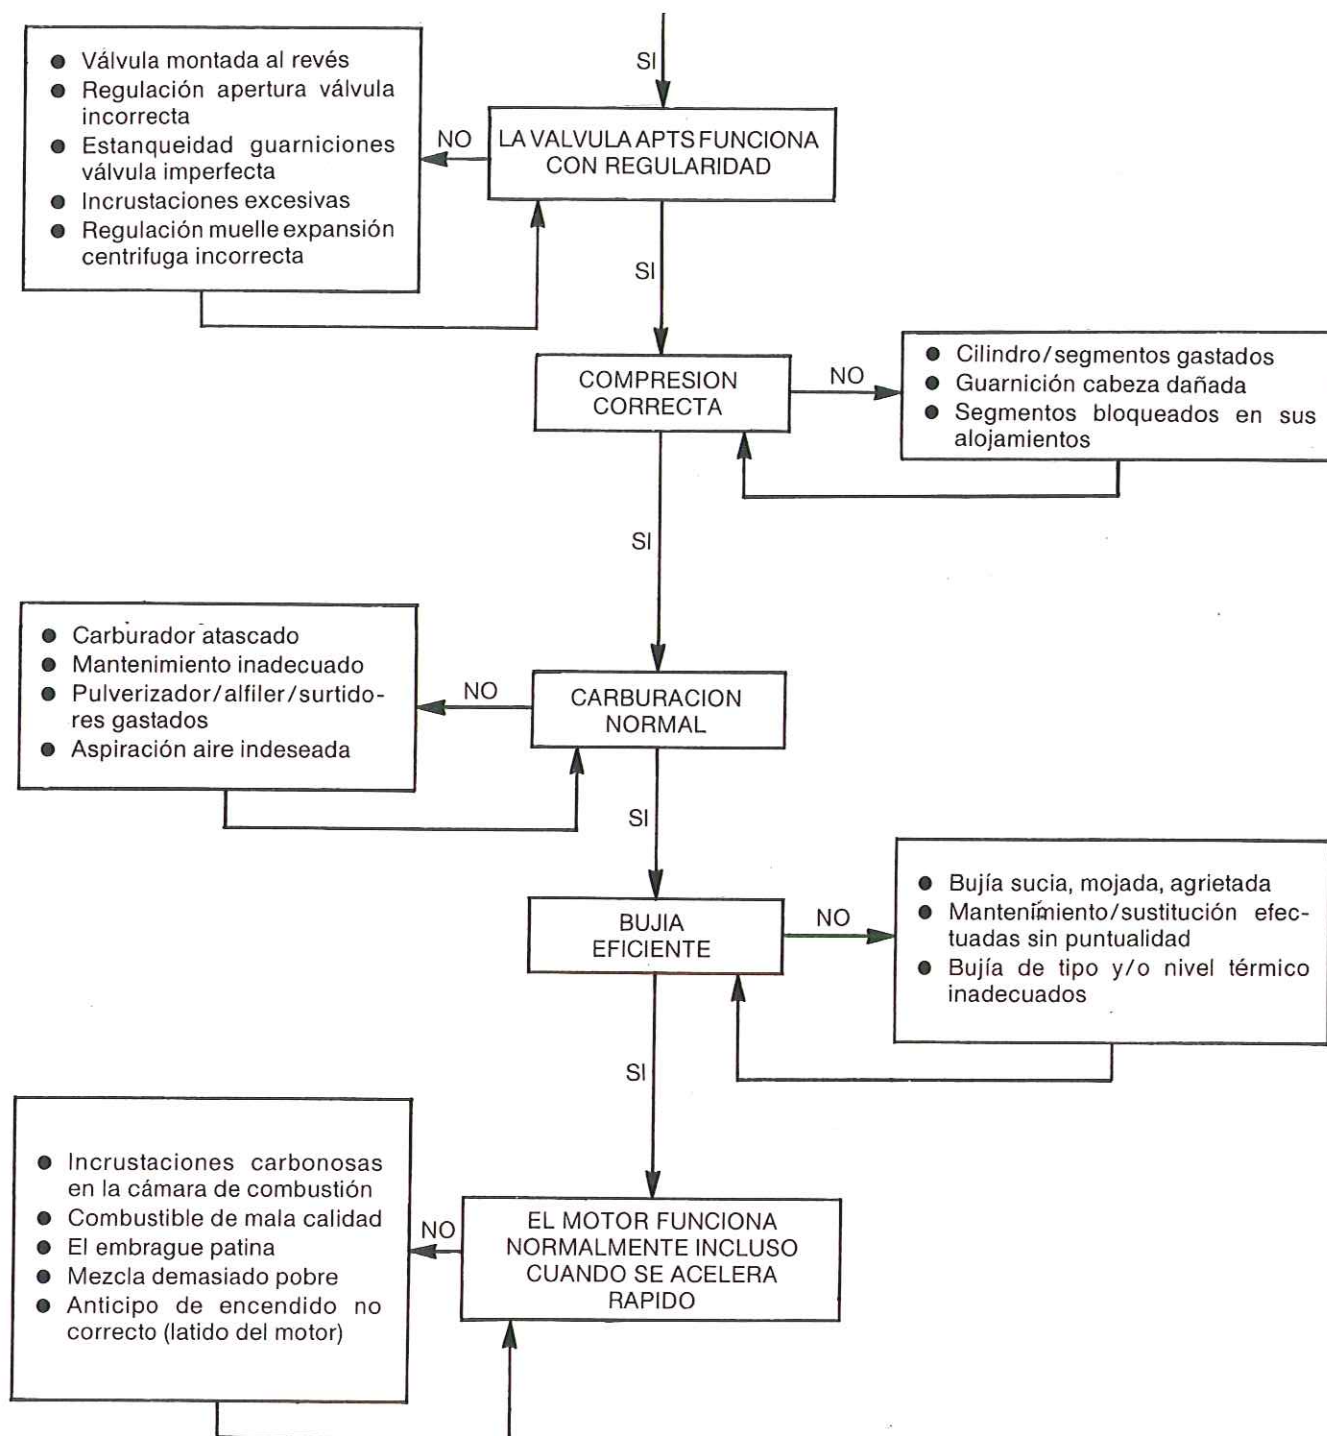 SI
● Válvula montada al revés
● Regulación apertura válvula
incorrecta
● Estanqueidad guarniciones
válvula imperfecta
● Incrustaciones excesivas
● Regulación muelle expansión
centrifuga incorrecta
NO
LA VALVULA APTS FUNCIONA
CON REGULARIDAD
SI
COMPRESION
CORRECTA
NO
● Cilindro/segmentos gastados
● Guarnición cabeza dañada
● Segmentos bloqueados en sus
alojamientos
SI
● Carburador atascado
● Mantenimiento inadecuado
● Pulverizador/alfiler/surtido-
res gastados
● Aspiración aire indeseada
NO
CARBURACION
NORMAL
SI
BUJIA
EFICIENTE
NO
● Bujía sucia, mojada, agrietada
● Mantenimiento/sustitución efec-
tuadas sin puntualidad
● Bujía de tipo y/o nivel térmico
inadecuados
SI
● Incrustaciones carbonosas
en la cámara de combustión
● Combustible de mala calidad
● El embrague patina
● Mezcla demasiado pobre
● Anticipo de encendido no
correcto (latido del motor)
NO
EL MOTOR FUNCIONA
NORMALMENTE INCLUSO
CUANDO SE ACELERA
RAPIDO